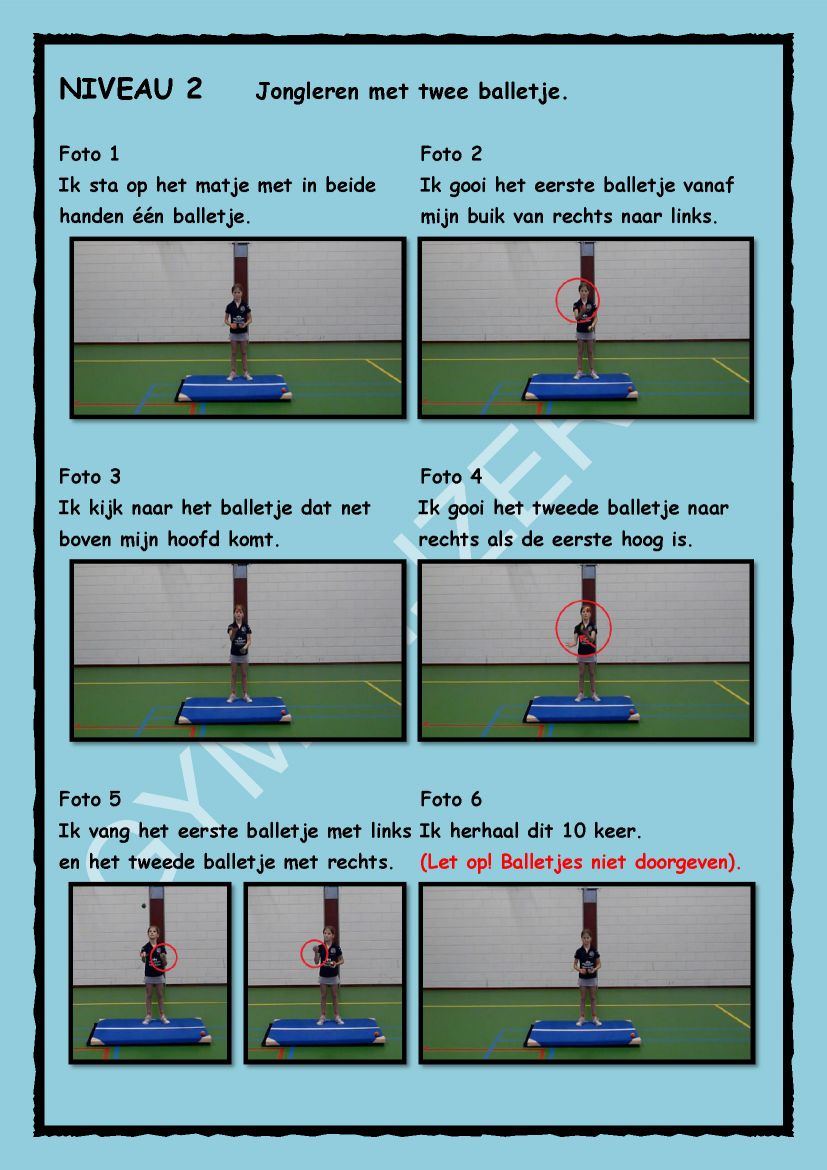 NIVEAU 2 Jongleren met twee balletje.
Foto 1
Ik sta op het matje met in beide
handen één balletje.
Foto 2
Ik gooi het eerste balletje vanaf
mijn buik van rechts naar links.
Foto 3
Ik kijk naar het balletje dat net
boven mijn hoofd komt.
Foto 4
Ik gooi het tweede balletje naar
rechts als de eerste hoog is.
Foto 5
Ik vang het eerste balletje met links
en het tweede balletje met rechts.
Foto 6
Ik herhaal dit 10 keer.
(Let op! Balletjes niet doorgeven).